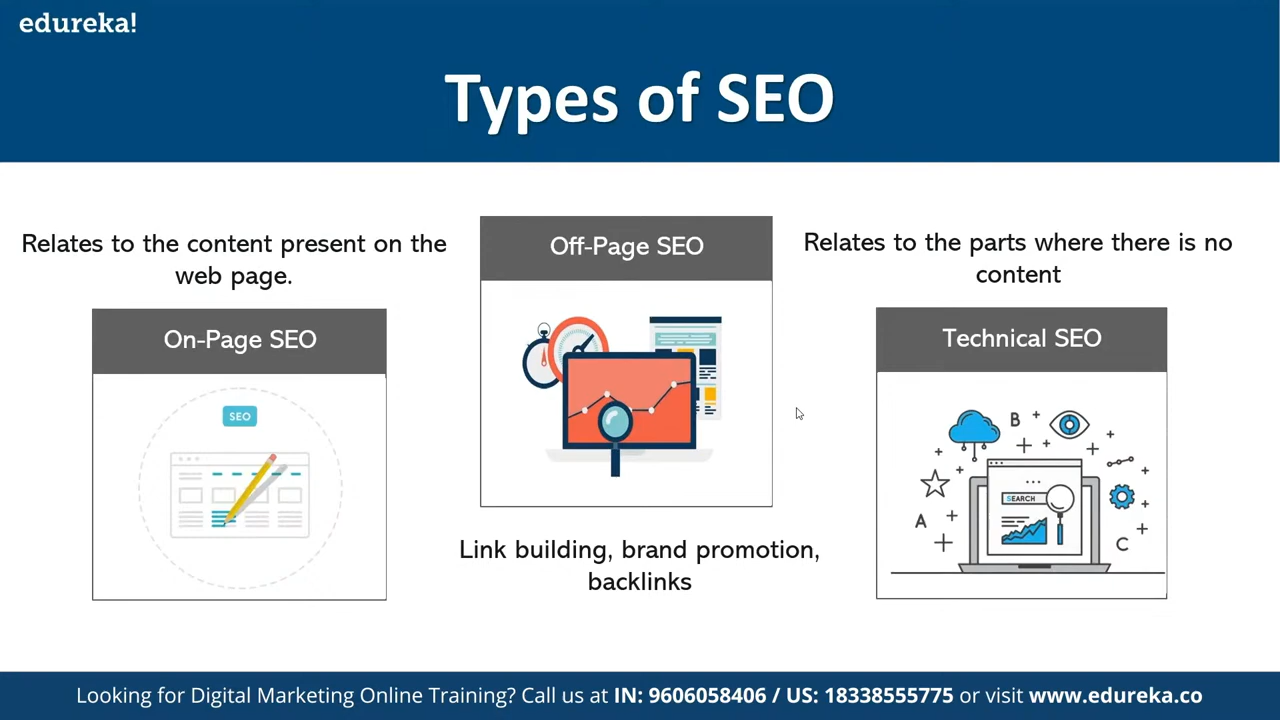 edureka!
Types of SEO
Relates to the content present on the
web page.
On-Page SEO
SEO
Off-Page SEO
Link building, brand promotion,
backlinks
Relates to the parts where there is no
content
Technical SEO
B
SEARCH
A
C
Looking for Digital Marketing Online Training? Call us at IN: 9606058406 / US: 18338555775 or visit www.edureka.co